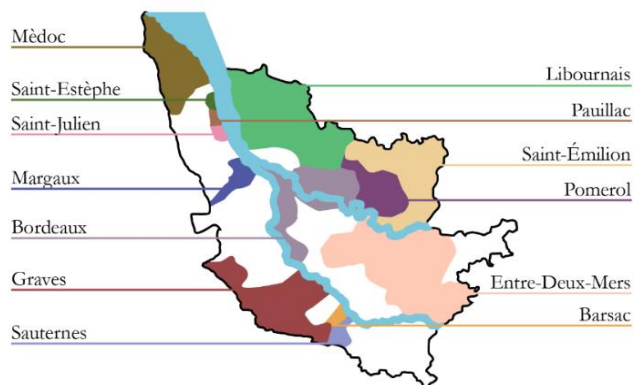 Mèdoc
Saint-Estèphe
Saint-Julien
Margaux
Bordeaux
Graves
Sauternes
Libournais
Pauillac
Saint-Émilion
Pomerol
Entre-Deux-Mers
Barsac